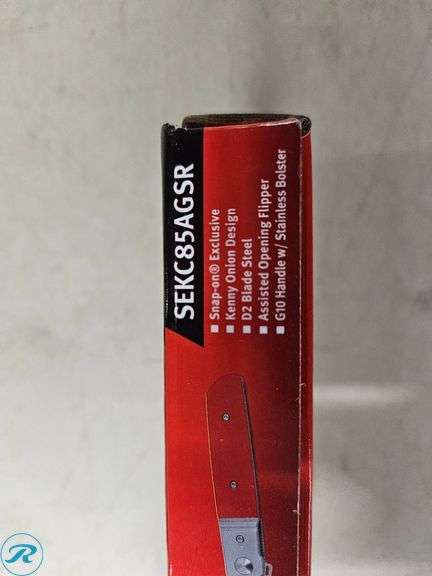 SEKC85AGSR
■ Snap-on® Exclusive
■ Kenny Onion Design
■ D2 Blade Steel
■ Assisted Opening Flipper
■ G10 Handle w/ Stainless Bolster
R